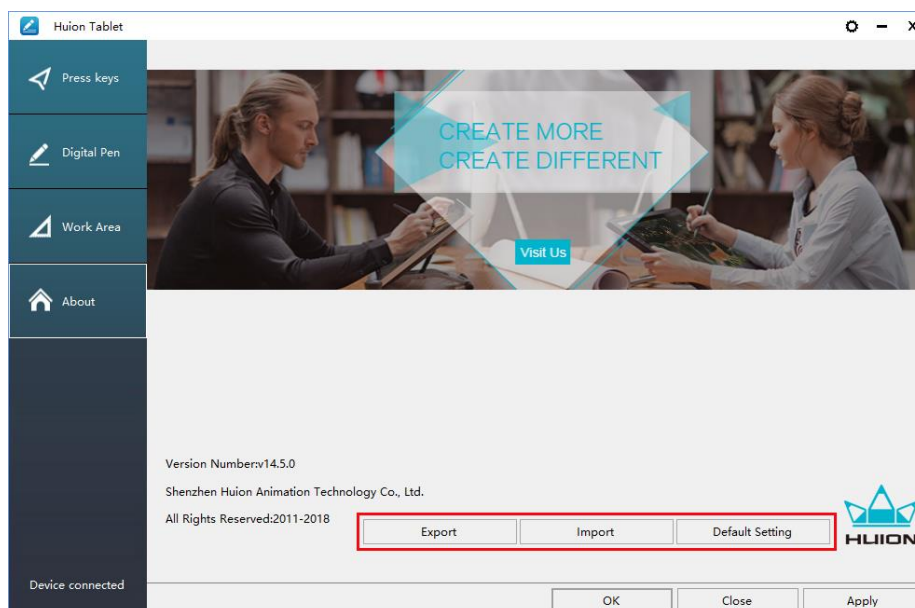 Huion Tablet
Press keys
CREATE MORE
CREATE DIFFERENT
Digital Pen
Work Area
Visit Us
About
Version Number:v14.5.0
Shenzhen Huion Animation Technology Co., Ltd.
All Rights Reserved:2011-2018
Export Import Default Setting
HUION
Device connected
OK Close Apply